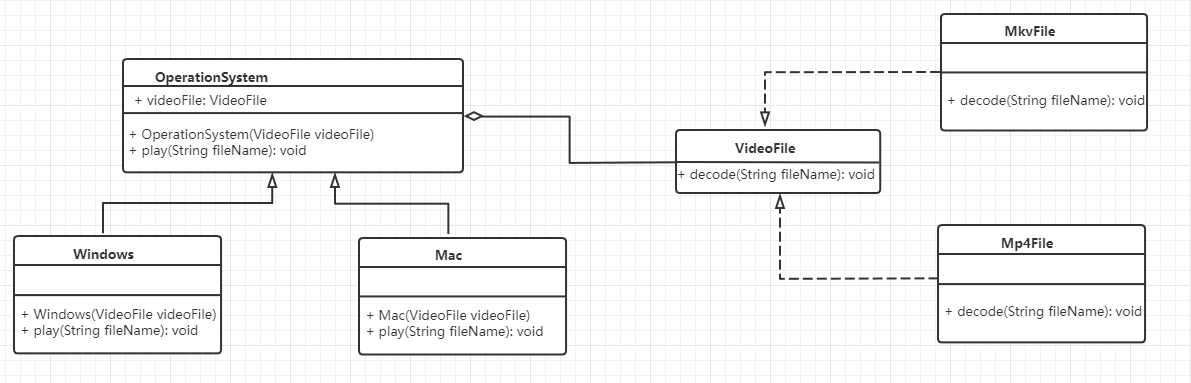 OperationSystem
+ videoFile: VideoFile
+ OperationSystem(VideoFile videoFile)
+ play(String fileName): void
Windows
+ Windows(VideoFile videoFile)
+ play(String fileName): void
Mac
+ Mac(VideoFile videoFile)
+ play(String fileName): void
VideoFile
+ decode(String fileName): void
MkvFile
+ decode(String fileName): void
Mp4File
+ decode(String fileName): void